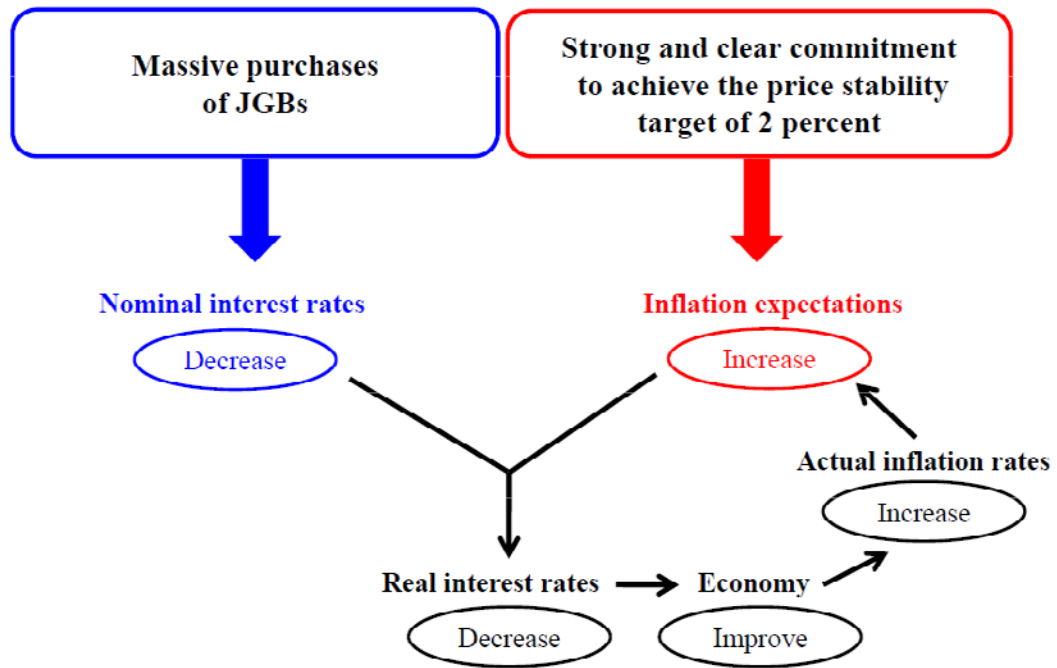 Massive purchases
of JGBs
Strong and clear commitment
to achieve the price stability
target of 2 percent
Nominal interest rates
Decrease
Inflation expectations
Increase
Actual inflation rates
Increase
Real interest rates
Decrease
Economy
Improve